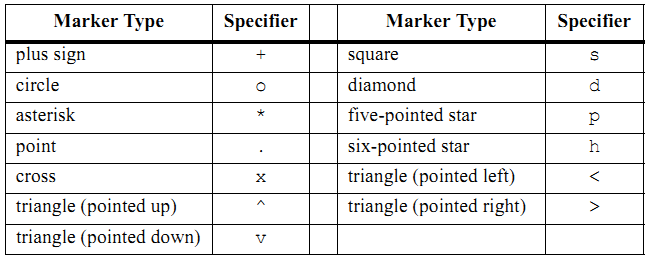 Marker Type Specifier Marker Type Specifier
plus sign + square s
circle o diamond d
asterisk * five-pointed star p
point . six-pointed star h
cross x triangle (pointed left) <
triangle (pointed up) ^ triangle (pointed right) >
triangle (pointed down) v